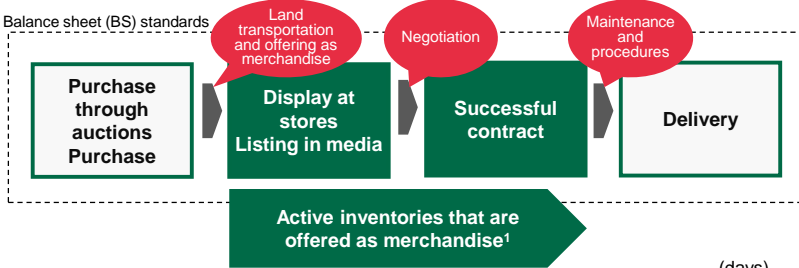 Balance sheet (BS) standards
Land
transportation
and offering as
merchandise
Negotiation
Maintenance
and
procedures
Purchase
through
auctions
Purchase
Display at
stores
Listing in media
Successful
contract
Delivery
Active inventories that are
offered as merchandise¹
(days)